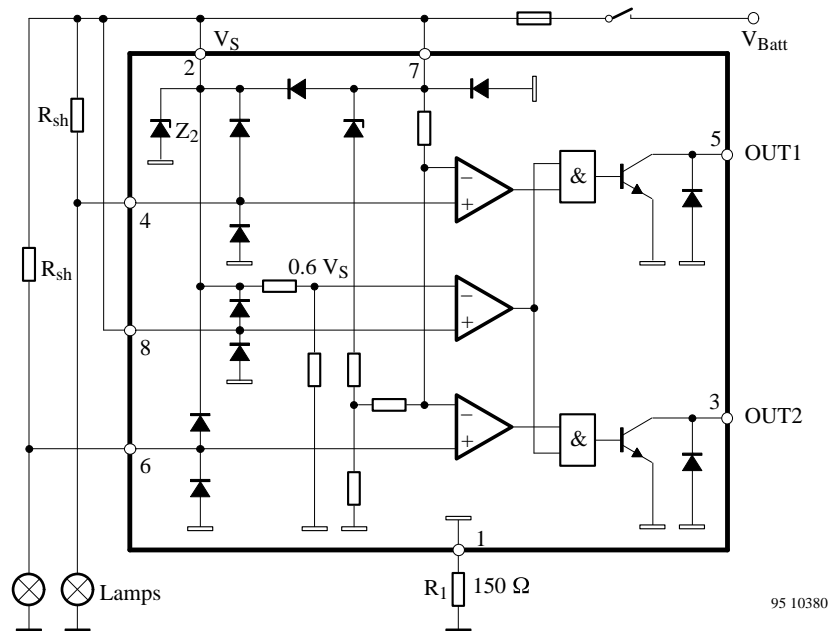 V_S
V_Batt
2
7
R_sh
Z_2
−
+
&
5
OUT1
4
R_sh
0.6 V_S
−
+
8
−
+
&
3
OUT2
6
1
Lamps
R_1
150 Ω
95 10380